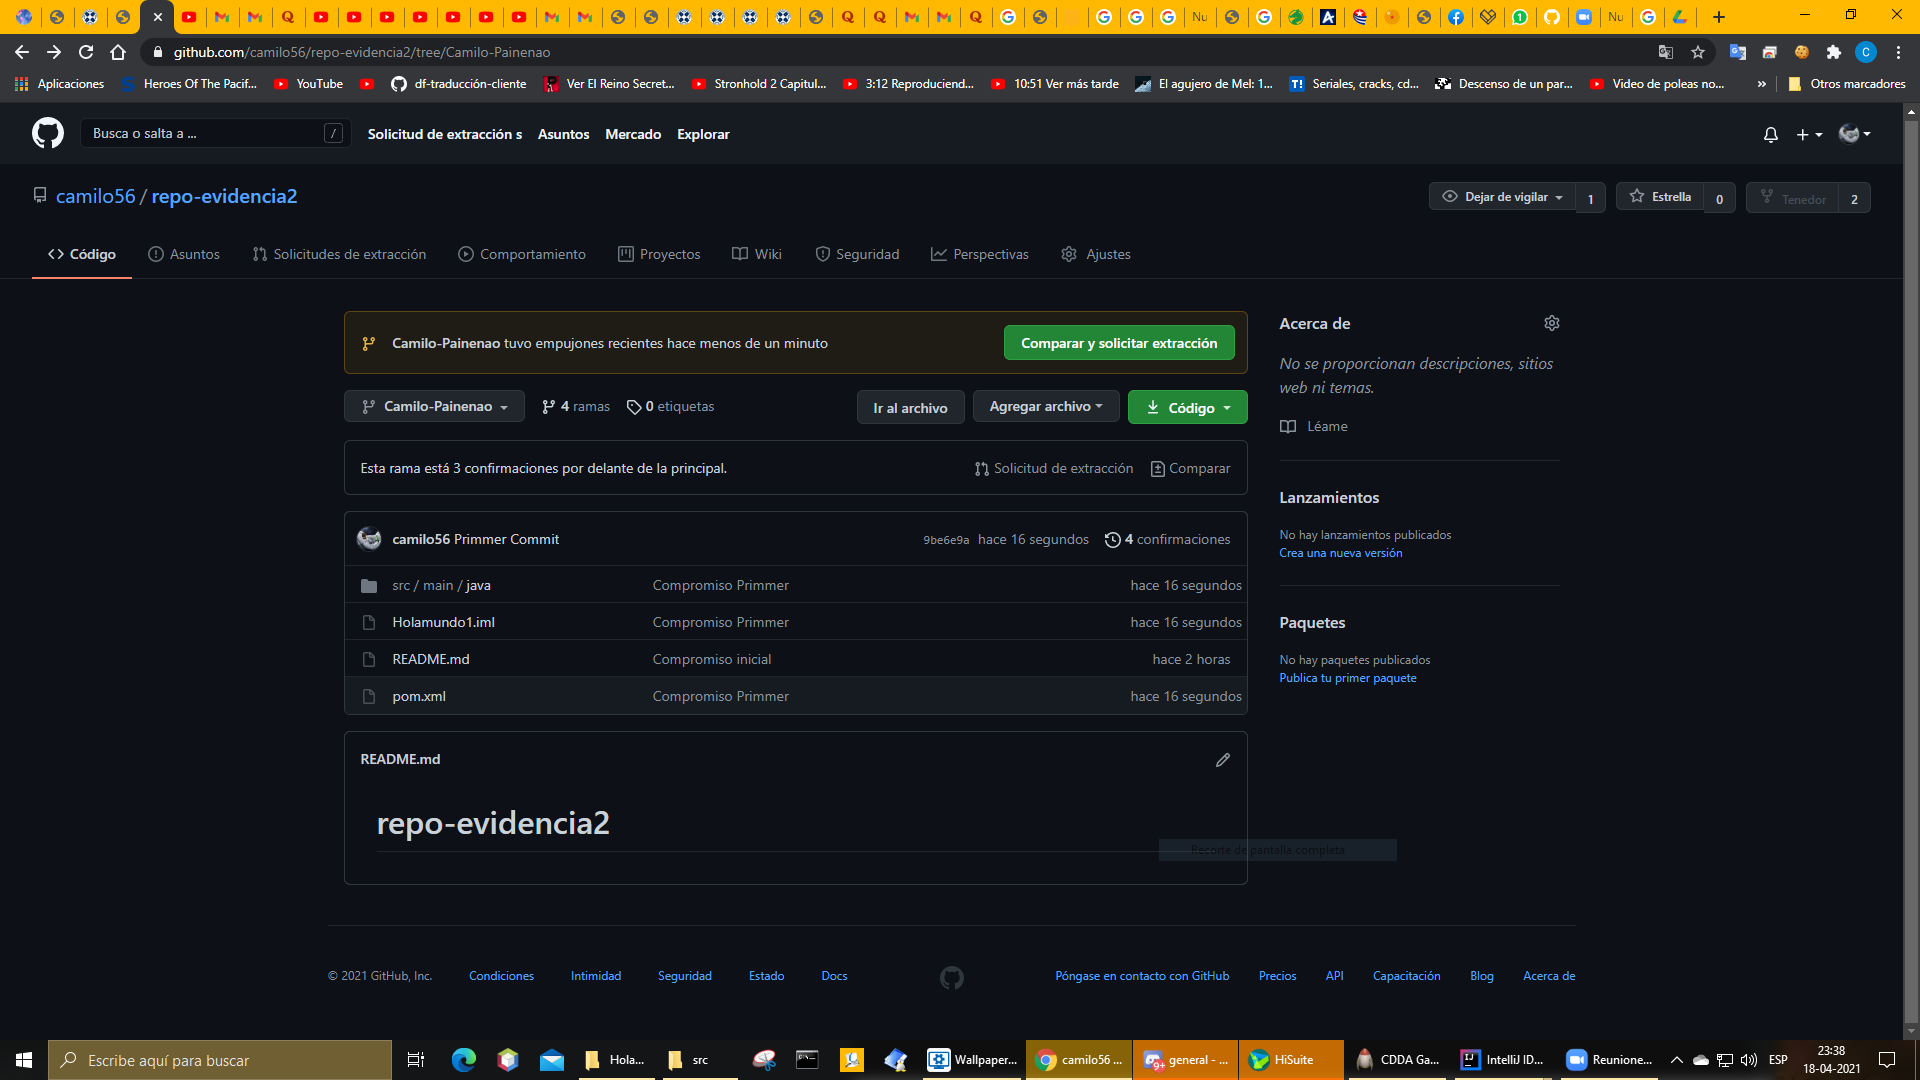 github.com/camilo56/repo-evidencia2/tree/Camilo-Painenao
Aplicaciones
Heroes Of The Pacif...
YouTube
df-traducción-cliente
Ver El Reino Secret...
Stronhold 2 Capitul...
3:12 Reproduciend...
10:51 Ver más tarde
El agujero de Mel: 1...
Seriales, cracks, cd...
Descenso de un par...
Video de poleas no...
»
Otros marcadores
Busca o salta a ...
/
Solicitud de extracción s
Asuntos
Mercado
Explorar
camilo56 / repo-evidencia2
Dejar de vigilar
1
Estrella
0
Tenedor
2
Código
Asuntos
Solicitudes de extracción
Comportamiento
Proyectos
Wiki
Seguridad
Perspectivas
Ajustes
Camilo-Painenao tuvo empujones recientes hace menos de un minuto
Comparar y solicitar extracción
Camilo-Painenao
4 ramas
0 etiquetas
Ir al archivo
Agregar archivo
Código
Esta rama está 3 confirmaciones por delante de la principal.
Solicitud de extracción
Comparar
camilo56 Primmer Commit
9be6e9a
hace 16 segundos
4 confirmaciones
src / main / java
Compromiso Primmer
hace 16 segundos
Holamundo1.iml
Compromiso Primmer
hace 16 segundos
README.md
Compromiso inicial
hace 2 horas
pom.xml
Compromiso Primmer
hace 16 segundos
README.md
repo-evidencia2
Recorte de pantalla completa
Acerca de
No se proporcionan descripciones, sitios
web ni temas.
Léame
Lanzamientos
No hay lanzamientos publicados
Crea una nueva versión
Paquetes
No hay paquetes publicados
Publica tu primer paquete
© 2021 GitHub, Inc.
Condiciones
Intimidad
Seguridad
Estado
Docs
Póngase en contacto con GitHub
Precios
API
Capacitación
Blog
Acerca de
Escribe aquí para buscar
Hola...
src
Wallpaper...
camilo56 ...
general - ...
HiSuite
CDDA Ga...
IntelliJ ID...
Reunione...
ESP
23:38
18-04-2021